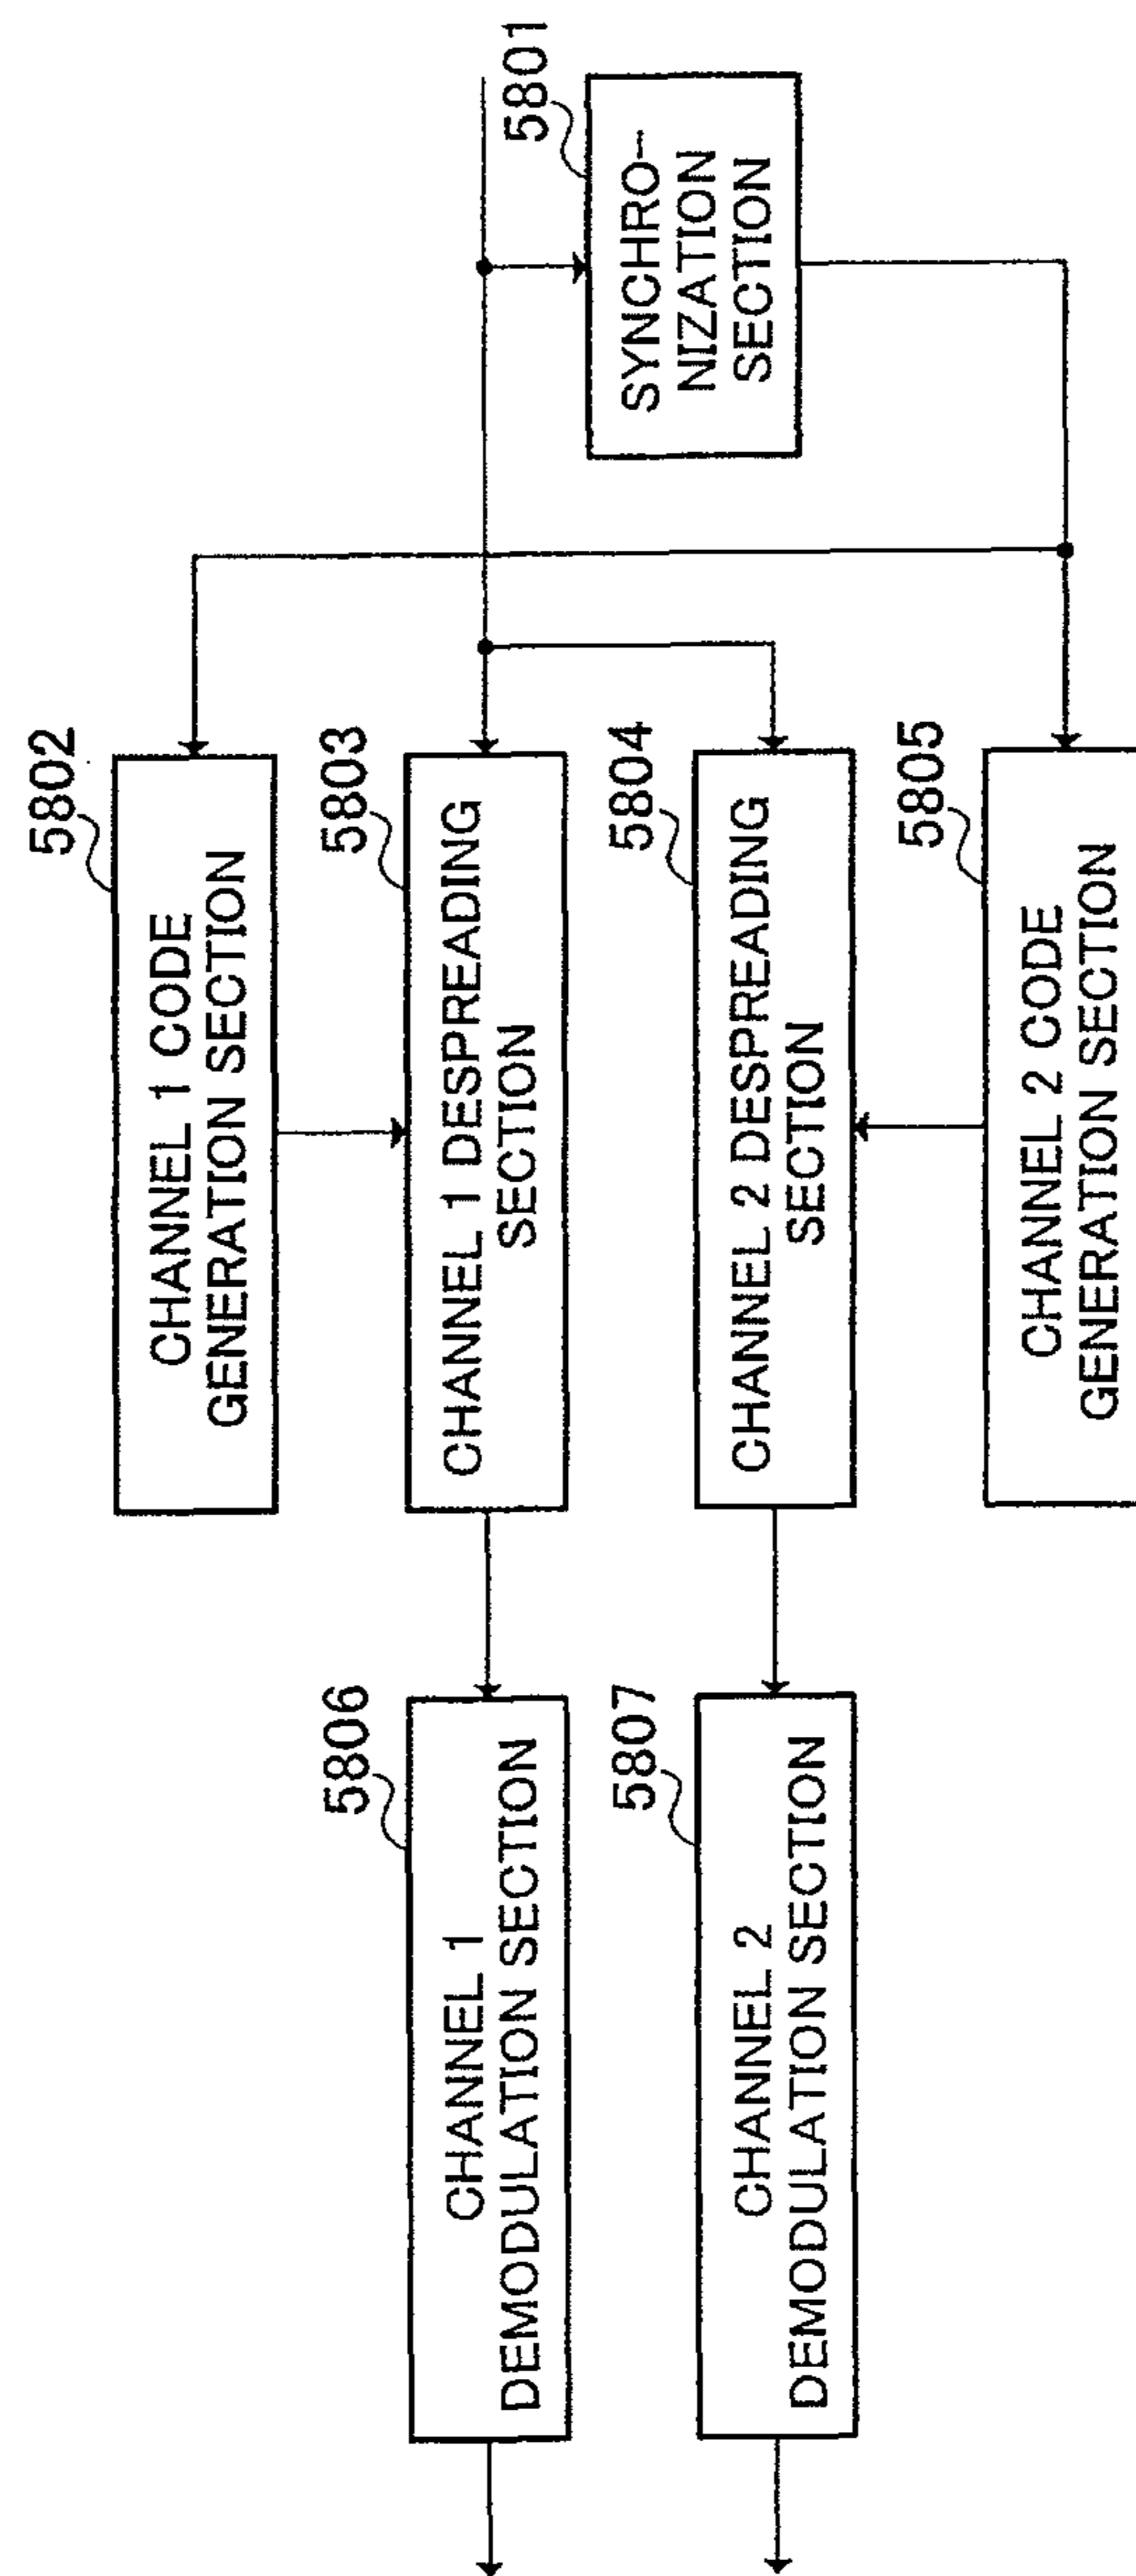 5801
SYNCHRO-
NIZATION
SECTION
5802
CHANNEL 1 CODE
GENERATION SECTION
5803
CHANNEL 1 DESPREADING
SECTION
5804
CHANNEL 2 DESPREADING
SECTION
5805
CHANNEL 2 CODE
GENERATION SECTION
5806
CHANNEL 1
DEMODULATION SECTION
5807
CHANNEL 2
DEMODULATION SECTION